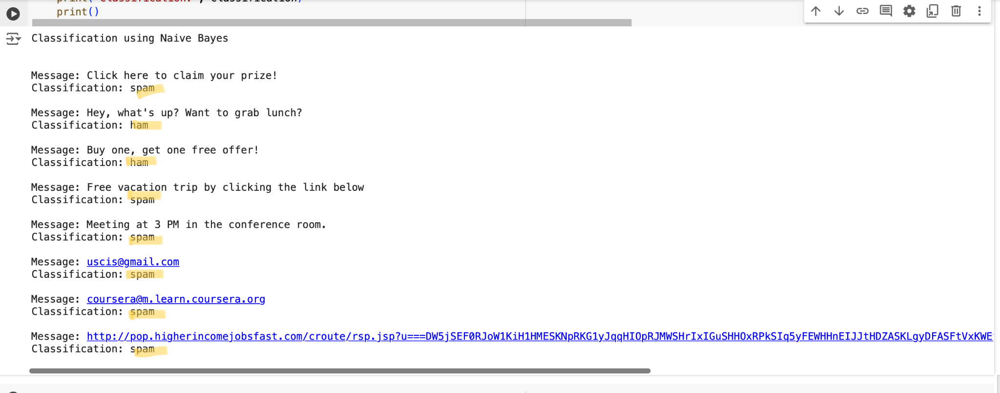 print()
Classification using Naive Bayes
Message: Click here to claim your prize!
Classification: spam
Message: Hey, what's up? Want to grab lunch?
Classification: ham
Message: Buy one, get one free offer!
Classification: ham
Message: Free vacation trip by clicking the link below
Classification: spam
Message: Meeting at 3 PM in the conference room.
Classification: spam
Message: uscis@gmail.com
Classification: spam
Message: coursera@m.learn.coursera.org
Classification: spam
Message: http://pop.higherincomejobsfast.com/croute/rsp.jsp?u===DW5jSEF0RJoW1KiH1HMESKNpRKG1yJqqHIOpRJMWSHrIxIGuSHHOxRPkSIq5yFEWHHnEIJJtHDZASKLgyDFASFtVxKWE
Classification: spam